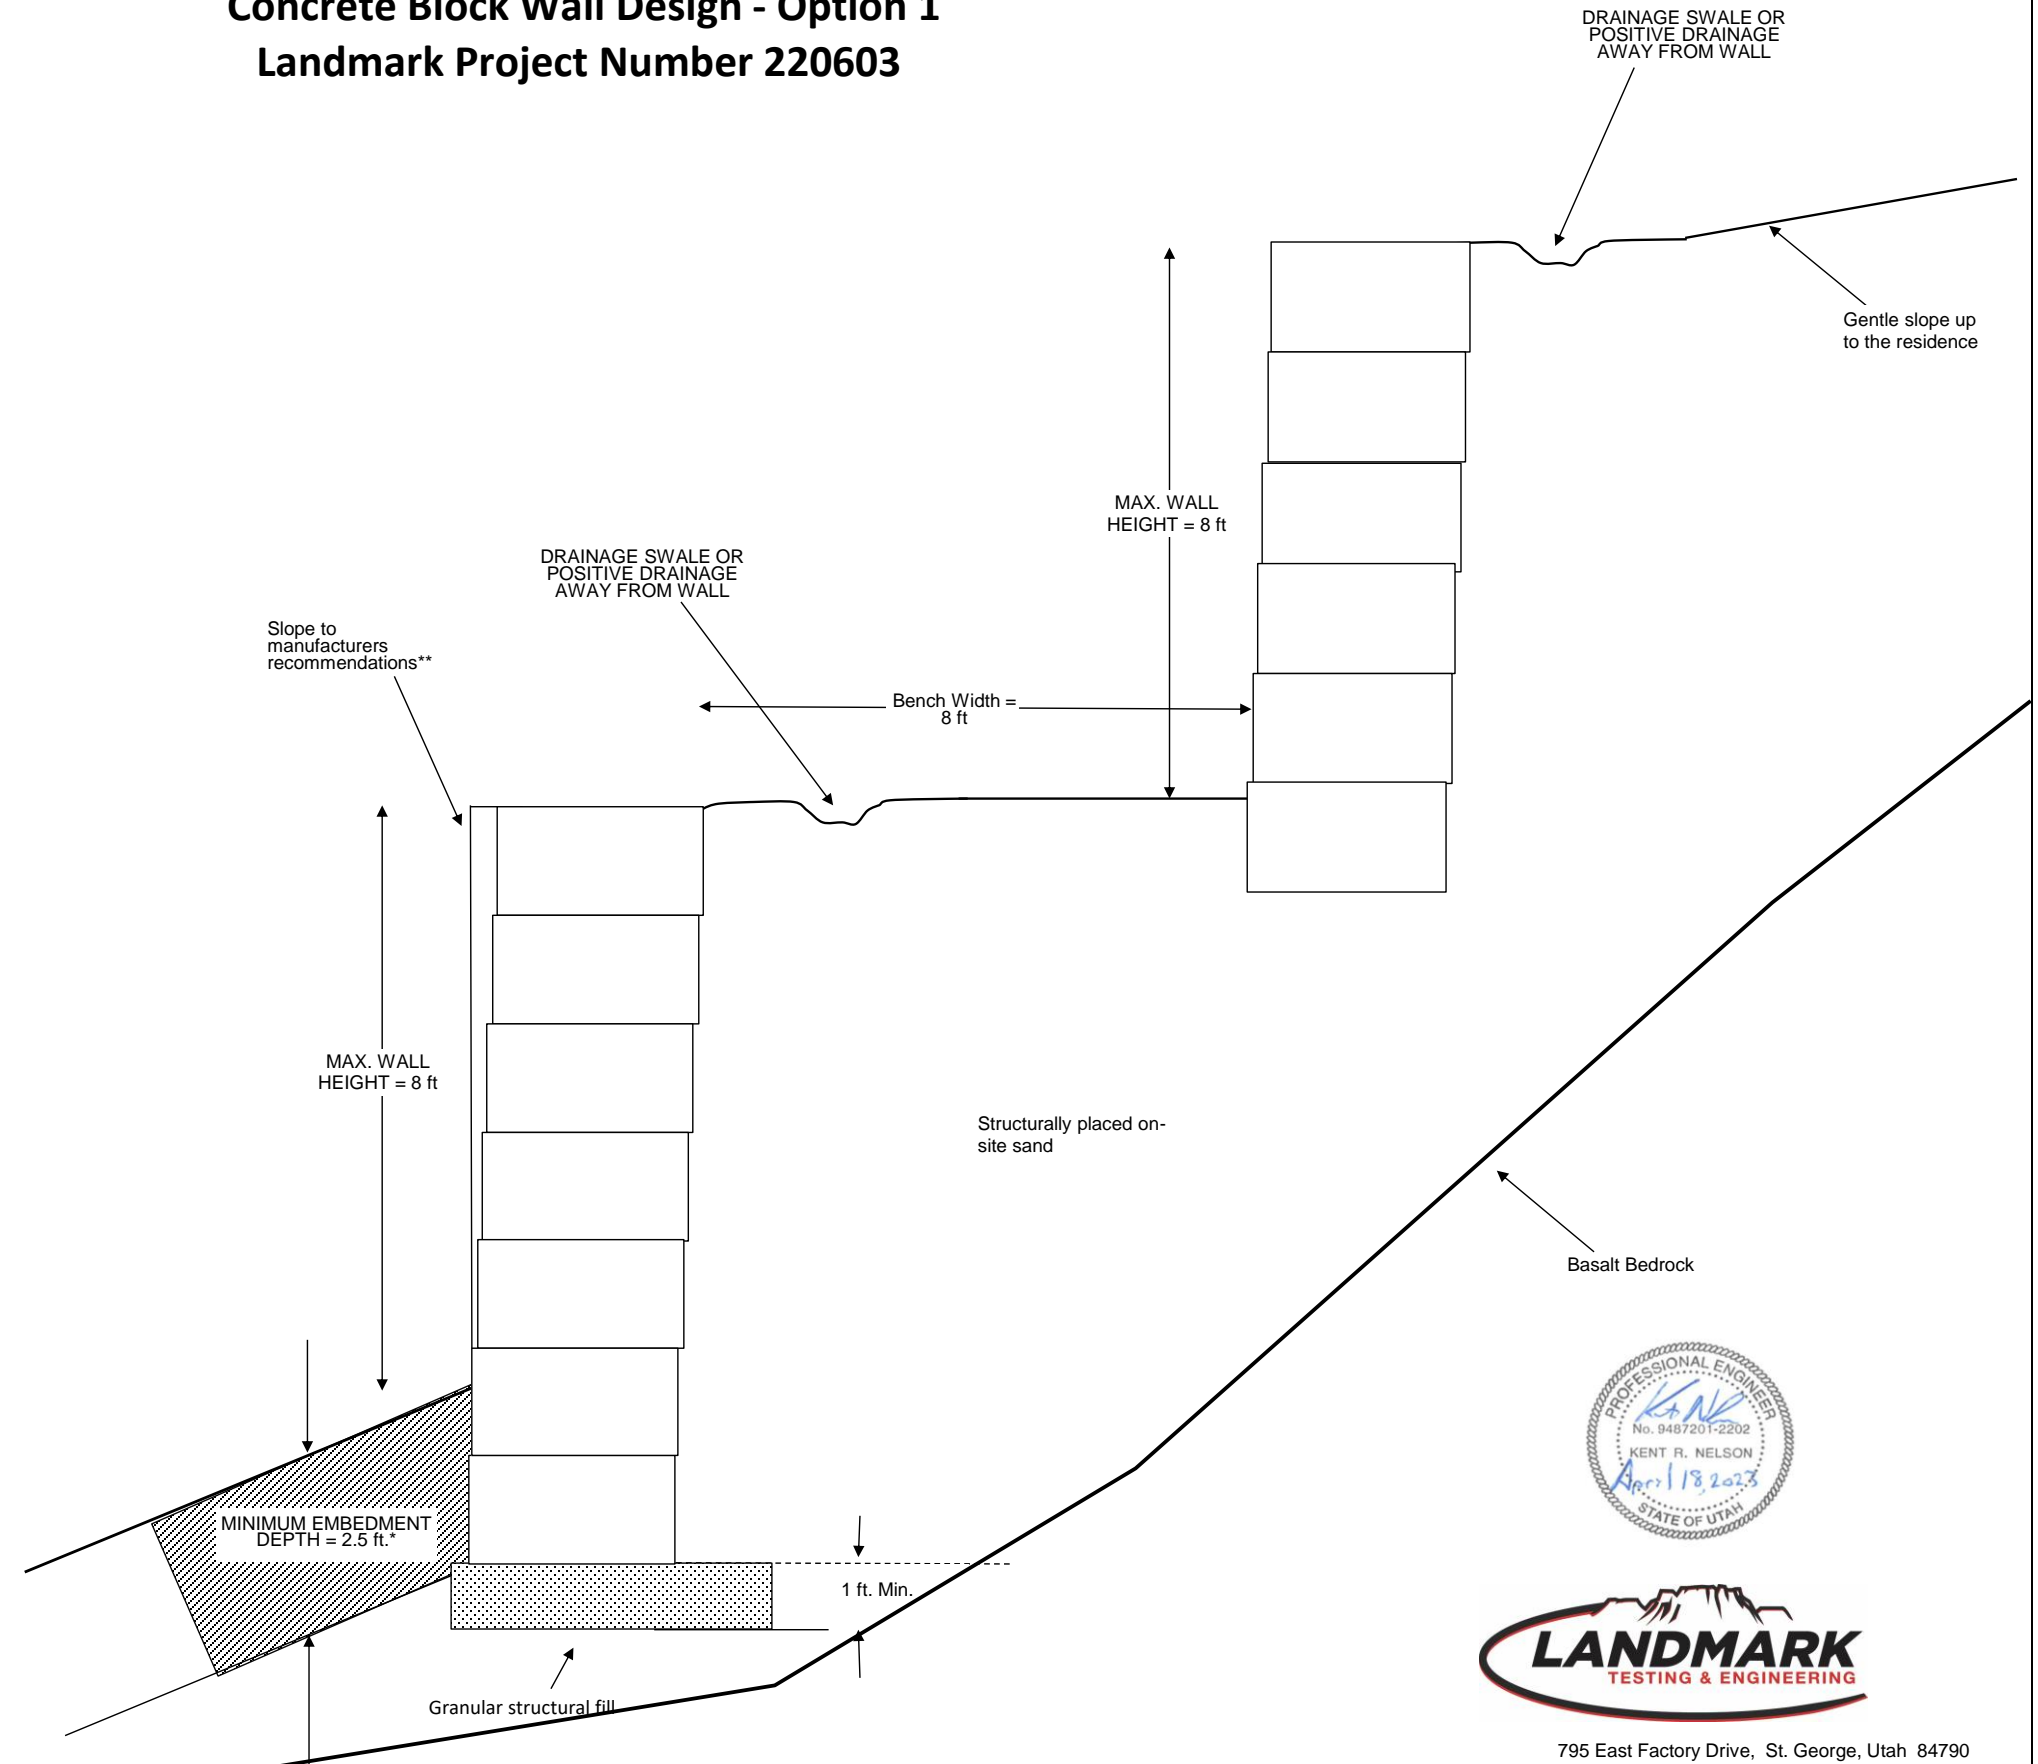 Concrete Block Wall Design - Option 1
Landmark Project Number 220603
DRAINAGE SWALE OR
POSITIVE DRAINAGE
AWAY FROM WALL
Gentle slope up
to the residence
MAX. WALL
HEIGHT = 8 ft
DRAINAGE SWALE OR
POSITIVE DRAINAGE
AWAY FROM WALL
Slope to
manufacturers
recommendations**
Bench Width =
8 ft
MAX. WALL
HEIGHT = 8 ft
Structurally placed on-
site sand
Basalt Bedrock
MINIMUM EMBEDMENT
DEPTH = 2.5 ft.*
1 ft. Min.
Granular structural fill
PROFESSIONAL ENGINEER
No. 9487201-2202
KENT R. NELSON
April 18, 2023
STATE OF UTAH
LANDMARK
TESTING & ENGINEERING
795 East Factory Drive, St. George, Utah 84790